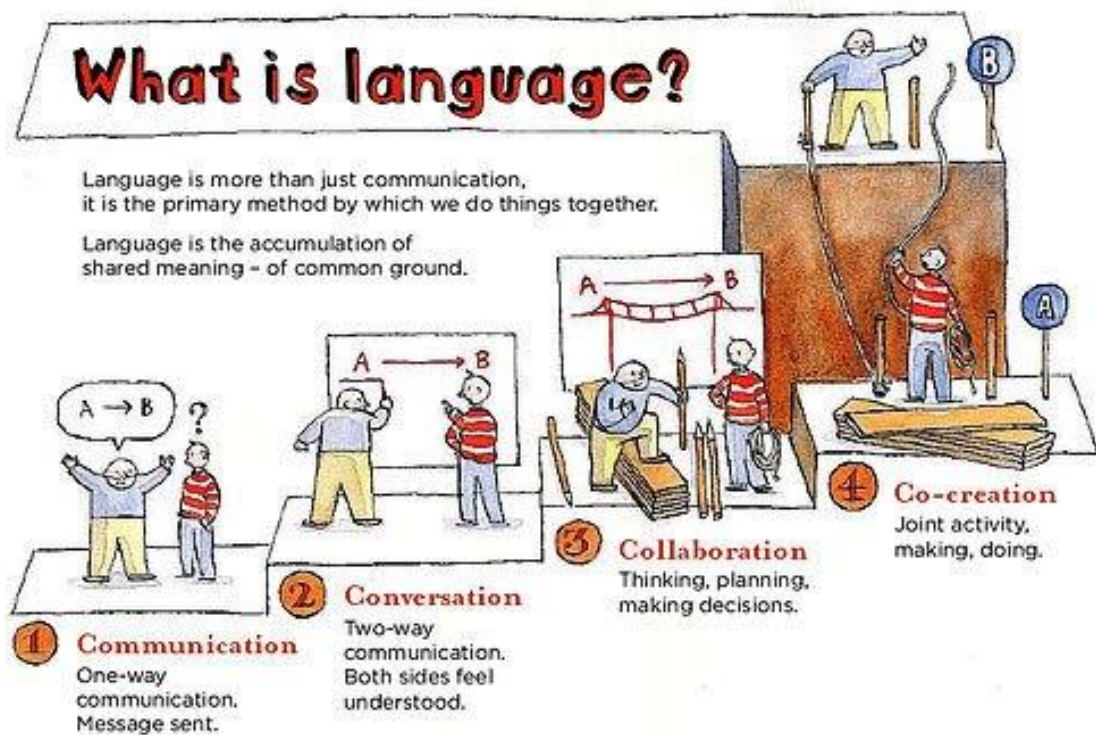 What is language?
Language is more than just communication,
it is the primary method by which we do things together.
Language is the accumulation of
shared meaning – of common ground.
A → B
?
1 Communication
One-way
communication.
Message sent.
A → B
2 Conversation
Two-way
communication.
Both sides feel
understood.
A → B
3 Collaboration
Thinking, planning,
making decisions.
B
A
4 Co-creation
Joint activity,
making, doing.